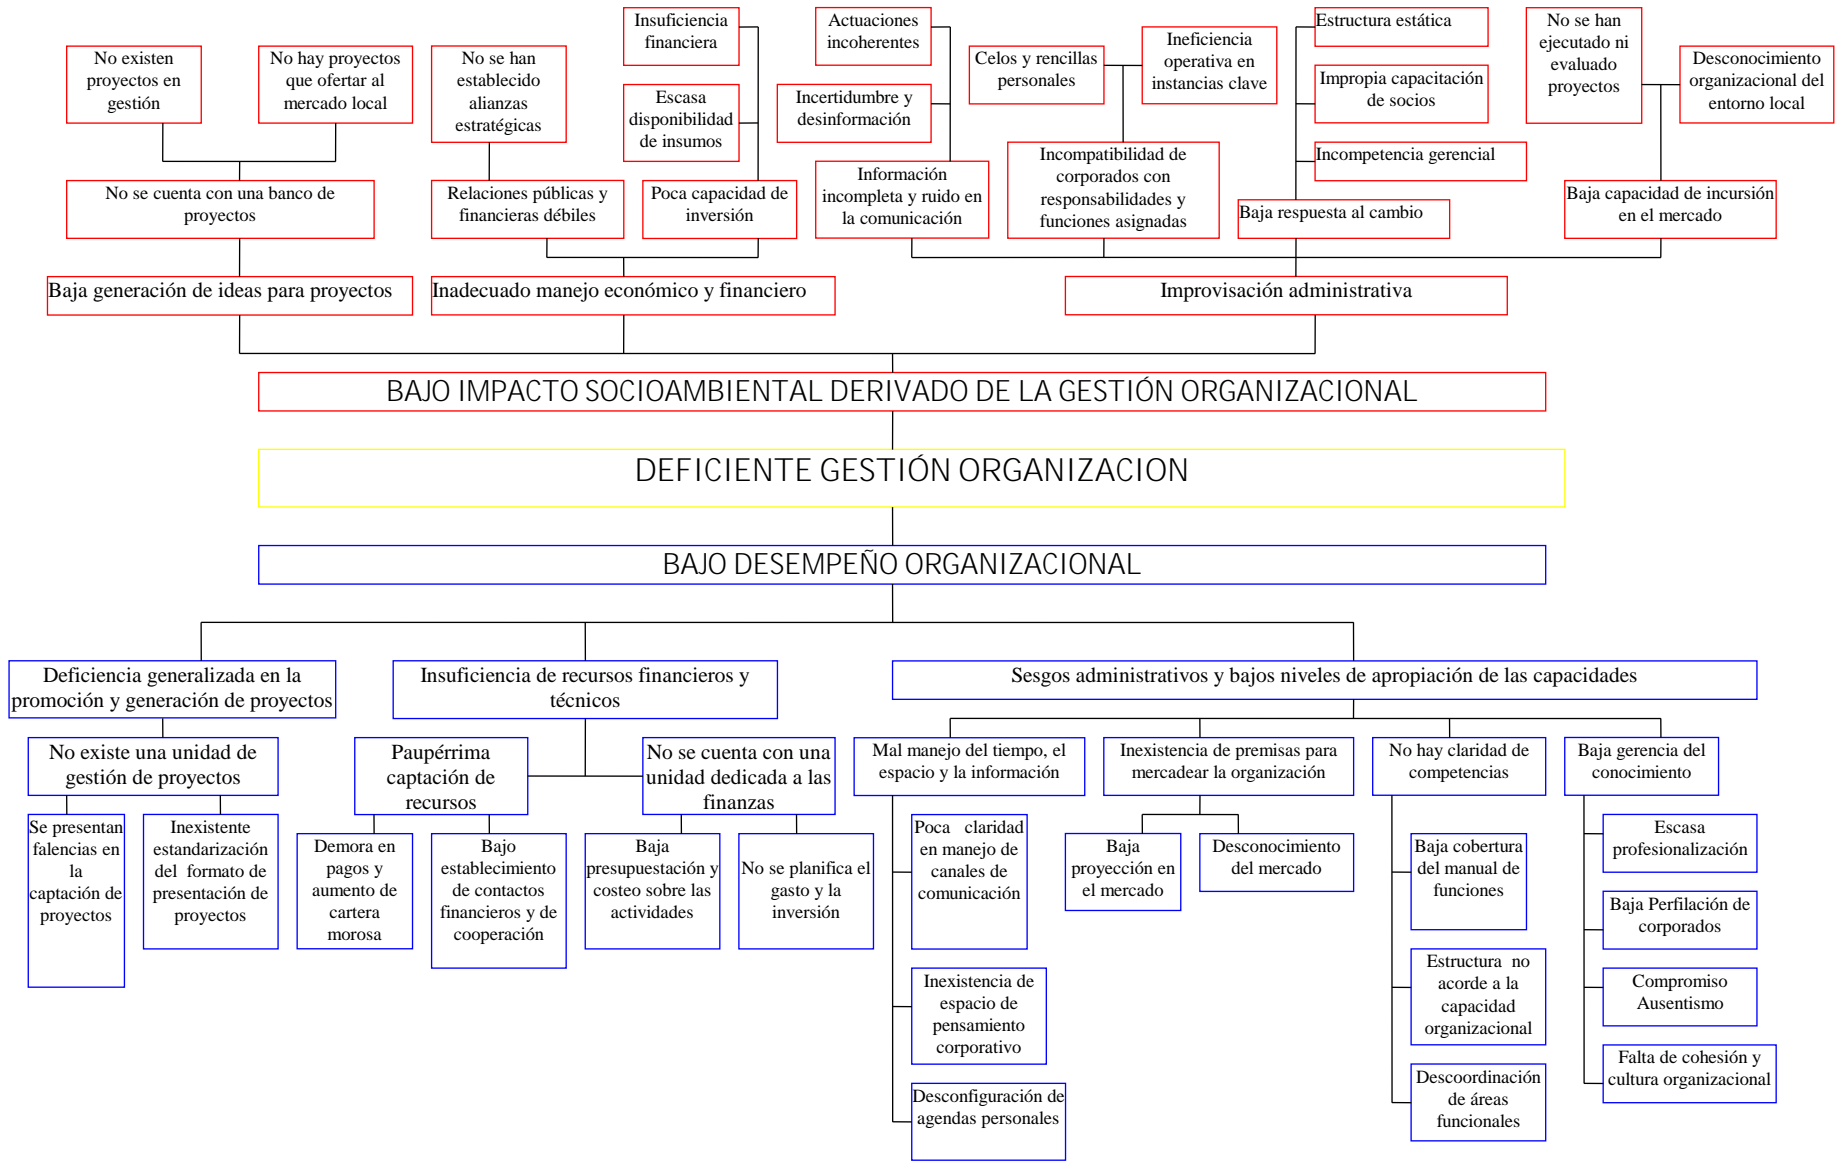 No existen
proyectos en
gestión
No hay proyectos
que ofertar al
mercado local
No se han
establecido
alianzas
estratégicas
Insuficiencia
financiera
Escasa
disponibilidad
de insumos
Actuaciones
incoherentes
Incertidumbre y
desinformación
Celos y rencillas
personales
Ineficiencia
operativa en
instancias clave
Estructura estática
Impropia capacitación
de socios
Incompetencia gerencial
No se han
ejecutado ni
evaluado
proyectos
Desconocimiento
organizacional del
entorno local
No se cuenta con una banco de
proyectos
Relaciones públicas y
financieras débiles
Poca capacidad de
inversión
Información
incompleta y ruido en
la comunicación
Incompatibilidad de
corporados con
responsabilidades y
funciones asignadas
Baja respuesta al cambio
Baja capacidad de incursión
en el mercado
Baja generación de ideas para proyectos
Inadecuado manejo económico y financiero
Improvisación administrativa
BAJO IMPACTO SOCIOAMBIENTAL DERIVADO DE LA GESTIÓN ORGANIZACIONAL
DEFICIENTE GESTIÓN ORGANIZACION
BAJO DESEMPEÑO ORGANIZACIONAL
Deficiencia generalizada en la
promoción y generación de proyectos
Insuficiencia de recursos financieros y
técnicos
Sesgos administrativos y bajos niveles de apropiación de las capacidades
No existe una unidad de
gestión de proyectos
Paupérrima
captación de
recursos
No se cuenta con una
unidad dedicada a las
finanzas
Mal manejo del tiempo, el
espacio y la información
Inexistencia de premisas para
mercadear la organización
No hay claridad de
competencias
Baja gerencia del
conocimiento
Se presentan
falencias en
la
captación de
proyectos
Inexistente
estandarización
del formato de
presentación de
proyectos
Demora en
pagos y
aumento de
cartera
morosa
Bajo
establecimiento
de contactos
financieros y de
cooperación
Baja
presupuestación y
costeo sobre las
actividades
No se planifica el
gasto y la
inversión
Poca claridad
en manejo de
canales de
comunicación
Inexistencia de
espacio de
pensamiento
corporativo
Desconfiguración de
agendas personales
Baja
proyección en
el mercado
Desconocimiento
del mercado
Baja cobertura
del manual de
funciones
Estructura no
acorde a la
capacidad
organizacional
Descoordinación
de áreas
funcionales
Escasa
profesionalización
Baja Perfilación de
corporados
Compromiso
Ausentismo
Falta de cohesión y
cultura organizacional